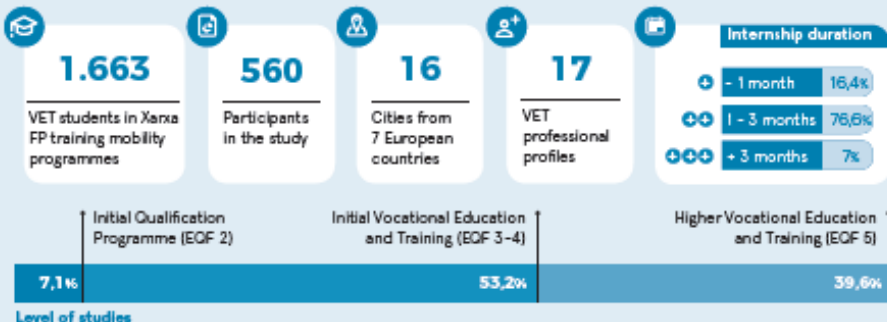 1.663
VET students in Xarxa
FP training mobility
programmes
560
Participants
in the study
16
Cities from
7 European
countries
17
VET
professional
profiles
Internship duration
- 1 month 16,4%
1 - 3 months 76,6%
+ 3 months 7%
Initial Qualification
Programme (EQF 2)
Initial Vocational Education
and Training (EQF 3-4)
Higher Vocational Education
and Training (EQF 5)
7,1% 53,2% 39,6%
Level of studies